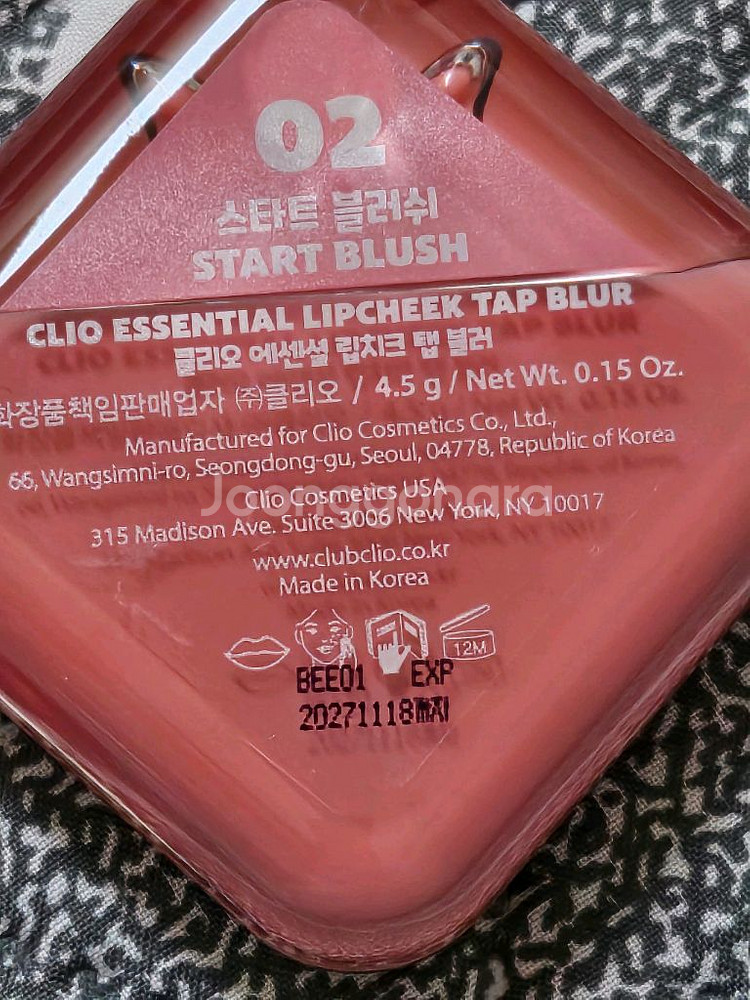 02
스타트 블러쉬
START BLUSH
CLIO ESSENTIAL LIPCHEEK TAP BLUR
클리오 에센셜 립치크 탭 블러
화장품책임판매업자 ㈜클리오 / 4.5 g / Net Wt. 0.15 Oz.
Manufactured for Clio Cosmetics Co., Ltd.,
66, Wangsimni-ro, Seongdong-gu, Seoul, 04778, Republic of Korea
Joonggonara
Clio Cosmetics USA
315 Madison Ave. Suite 3006 New York, NY 10017
www.clubclio.co.kr
Made in Korea
12M
BEE01 EXP
20271118까지